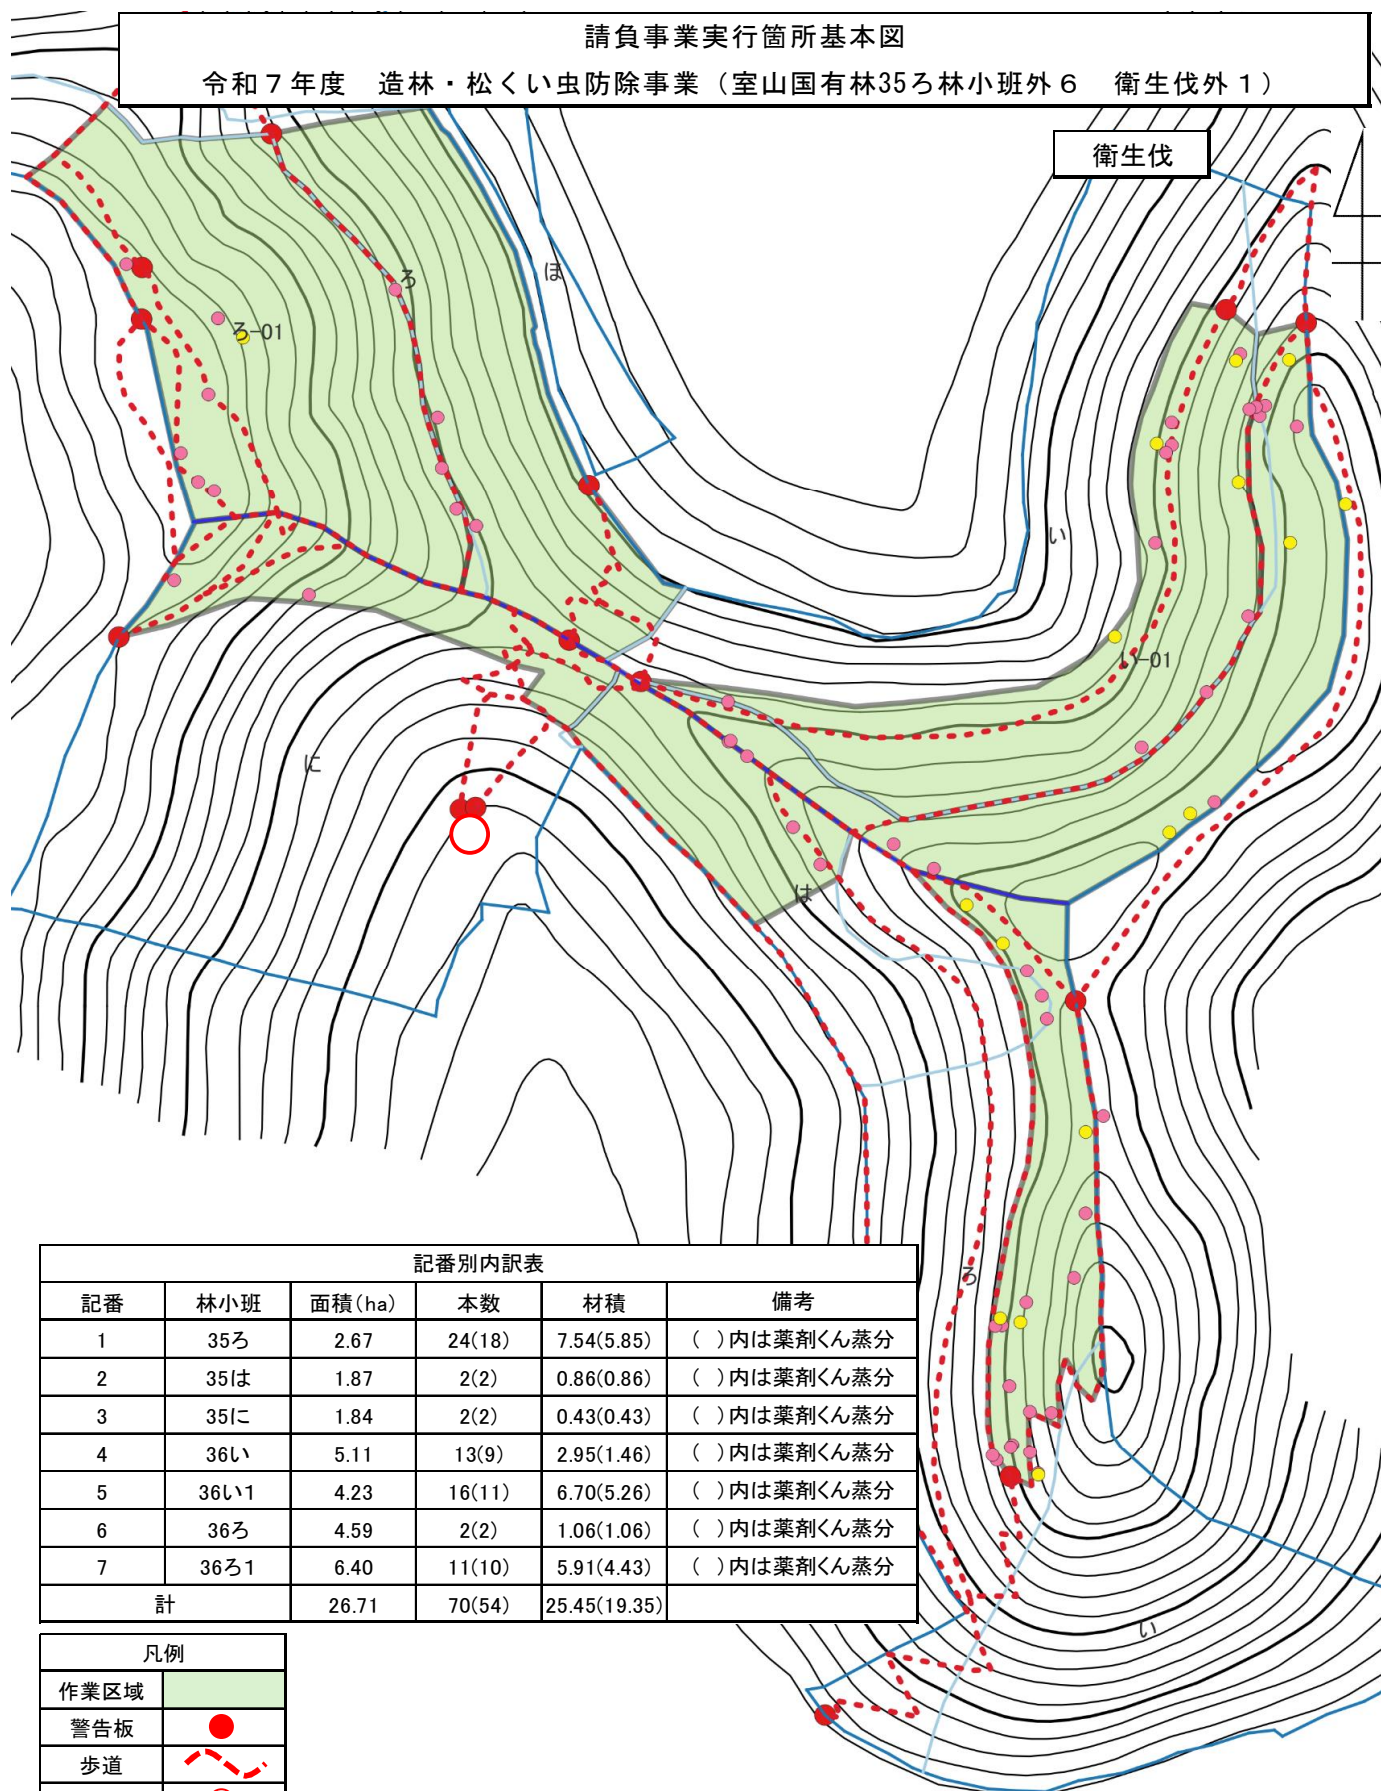 請負事業実行箇所基本図
令和7年度　造林・松くい虫防除事業（室山国有林35ろ林小班外6　衛生伐外1）
衛生伐
ほ
ろ
ろ-01
い
い-01
に
は
ろ
い
記番別内訳表
記番 林小班 面積（ha） 本数 材積 備考
1 35ろ 2.67 24(18) 7.54(5.85) （　）内は薬剤くん蒸分
2 35は 1.87 2(2) 0.86(0.86) （　）内は薬剤くん蒸分
3 35に 1.84 2(2) 0.43(0.43) （　）内は薬剤くん蒸分
4 36い 5.11 13(9) 2.95(1.46) （　）内は薬剤くん蒸分
5 36い1 4.23 16(11) 6.70(5.26) （　）内は薬剤くん蒸分
6 36ろ 4.59 2(2) 1.06(1.06) （　）内は薬剤くん蒸分
7 36ろ1 6.40 11(10) 5.91(4.43) （　）内は薬剤くん蒸分
計 26.71 70(54) 25.45(19.35)
凡例
作業区域
警告板
歩道